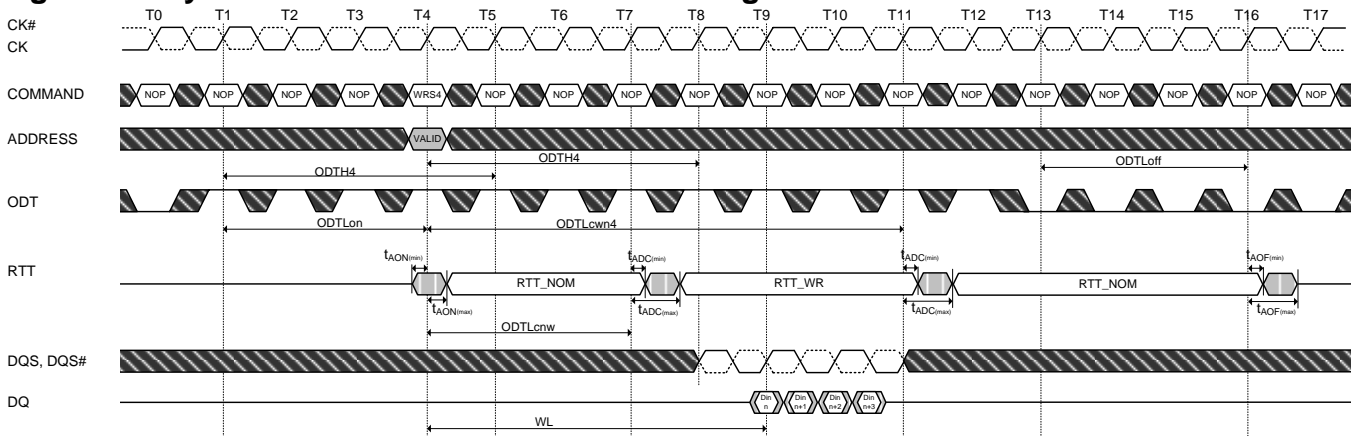 T0 T1 T2 T3 T4 T5 T6 T7 T8 T9 T10 T11 T12 T13 T14 T15 T16 T17
CK#
CK
COMMAND NOP NOP NOP NOP WRS4 NOP NOP NOP NOP NOP NOP NOP NOP NOP NOP NOP NOP NOP
ADDRESS VALID
ODTH4 ODTLoff
ODTH4
ODT
ODTLon ODTLcwn4
tAON(min) tADC(min) tADC(min) tAOF(min)
RTT RTT_NOM RTT_WR RTT_NOM
tAON(max) tADC(max) tADC(max) tAOF(max)
ODTLcnw
DQS, DQS#
DQ Din n Din n+1 Din n+2 Din n+3
WL